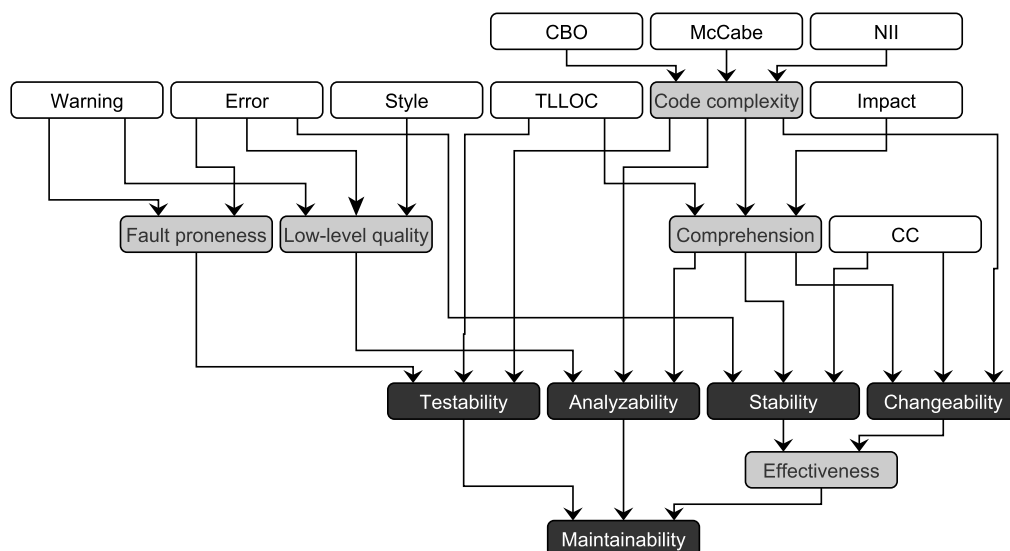 CBO
McCabe
NII
Warning
Error
Style
TLLOC
Code complexity
Impact
Fault proneness
Low-level quality
Comprehension
CC
Testability
Analyzability
Stability
Changeability
Effectiveness
Maintainability